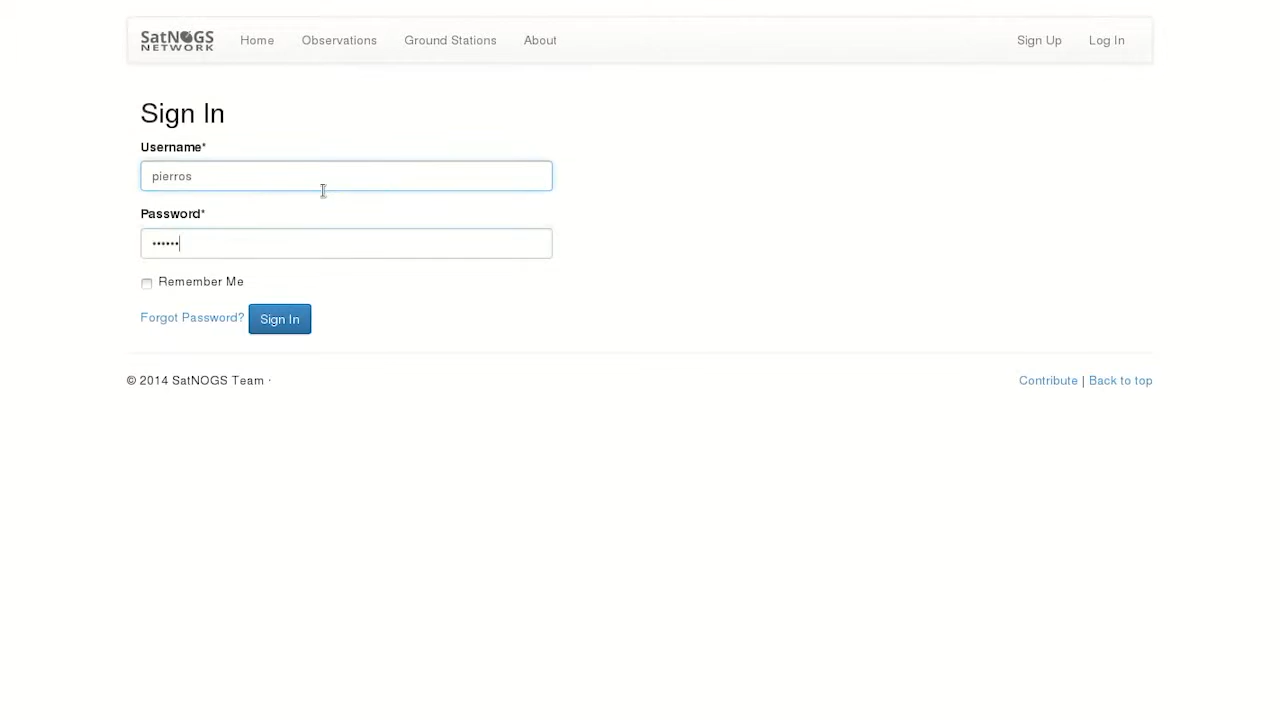 SatNOGS NETWORK Home Observations Ground Stations About Sign Up Log In
Sign In
Username*
pierros
Password*
••••••
Remember Me
Forgot Password? Sign In
© 2014 SatNOGS Team · Contribute | Back to top